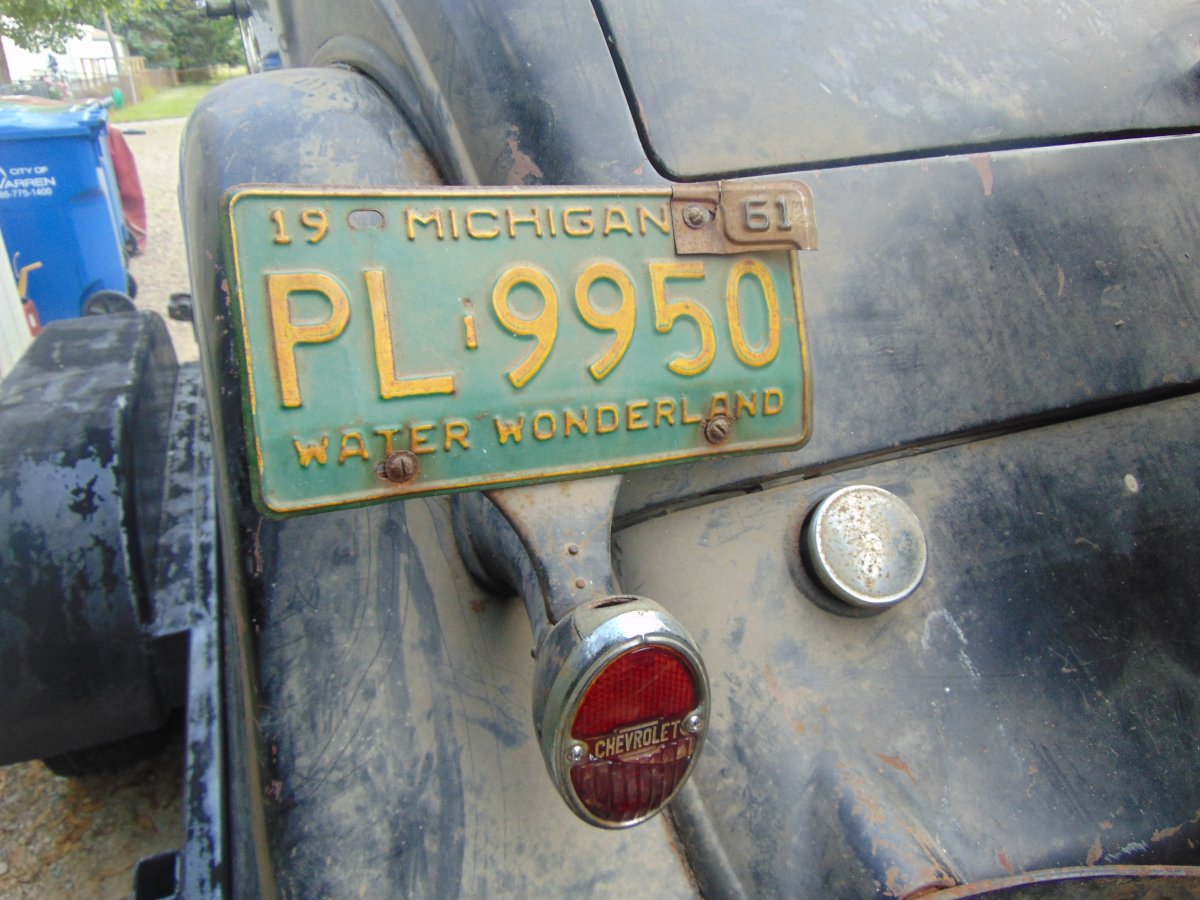 19 MICHIGAN 61
PL i 9950
WATER WONDERLAND
CHEVROLET
CITY OF
WARREN